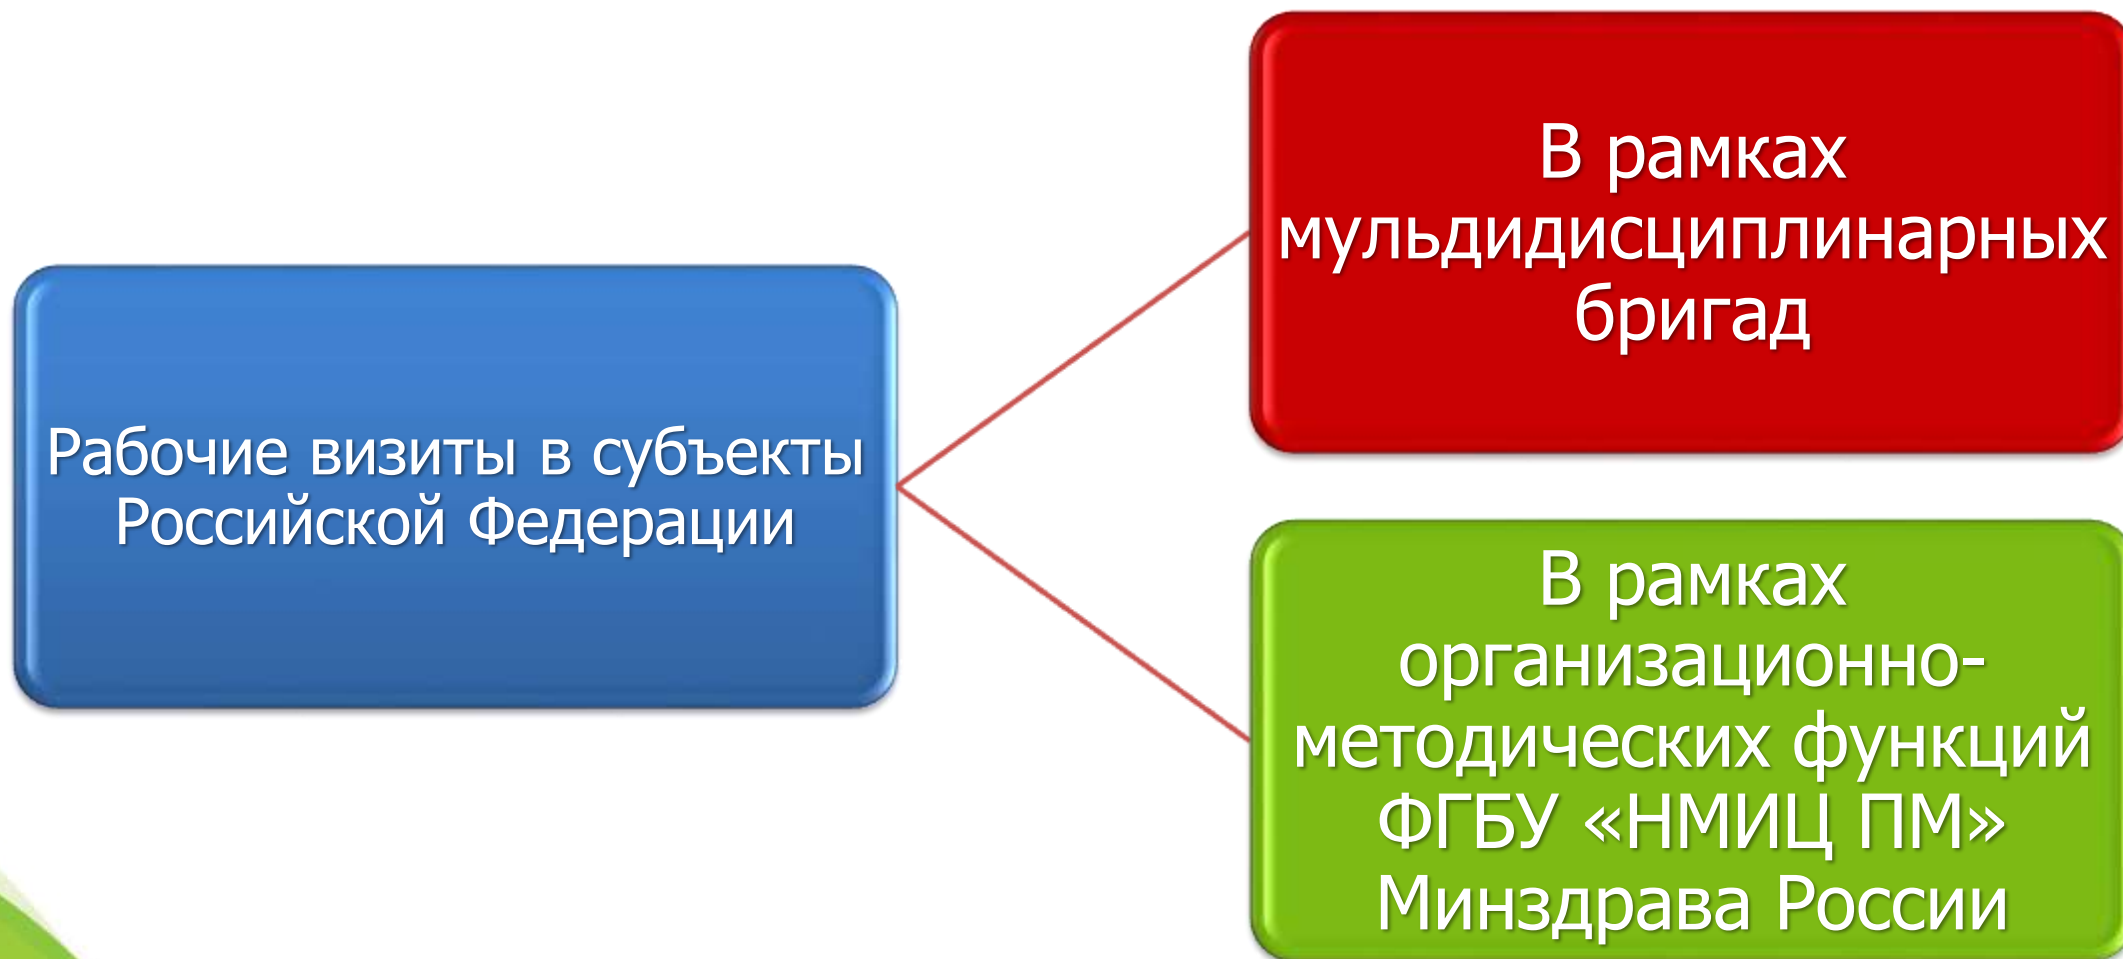 Рабочие визиты в субъекты
Российской Федерации
В рамках
мульдидисциплинарных
бригад
В рамках
организационно-
методических функций
ФГБУ «НМИЦ ПМ»
Минздрава России